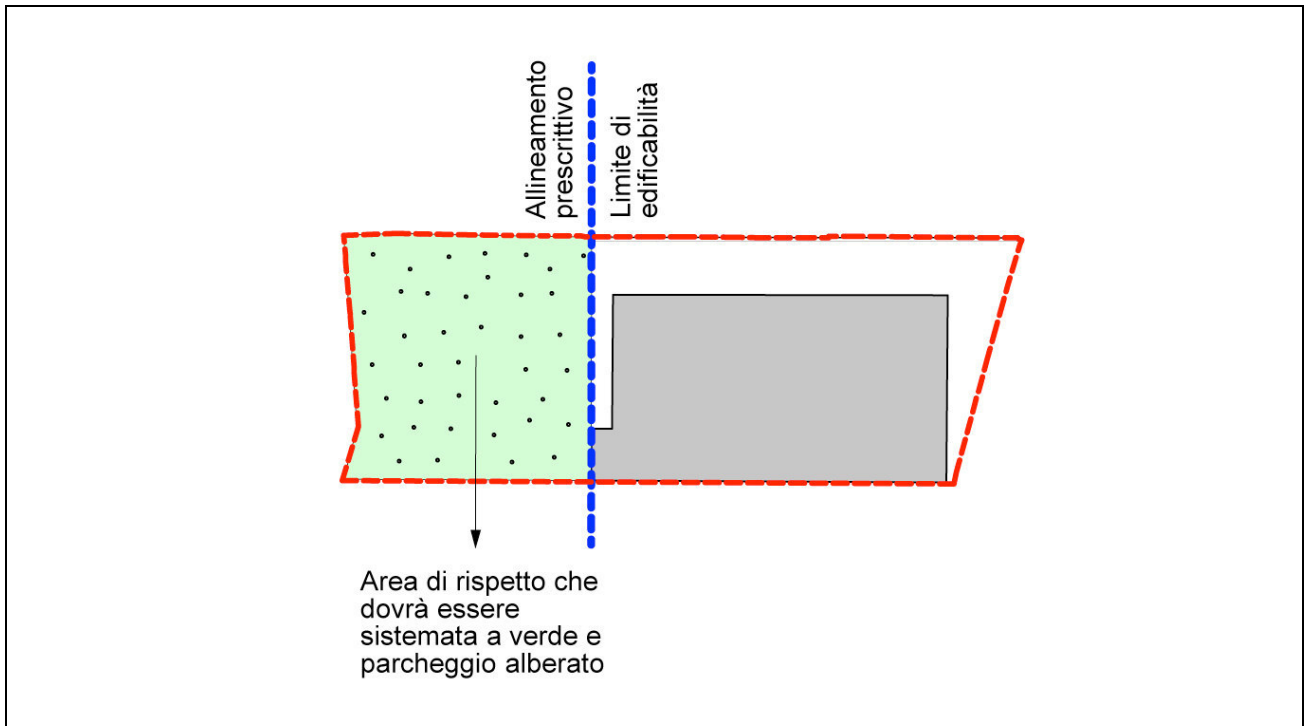 Allineamento
prescrittivo
Limite di
edificabilità
Area di rispetto che
dovrà essere
sistemata a verde e
parcheggio alberato